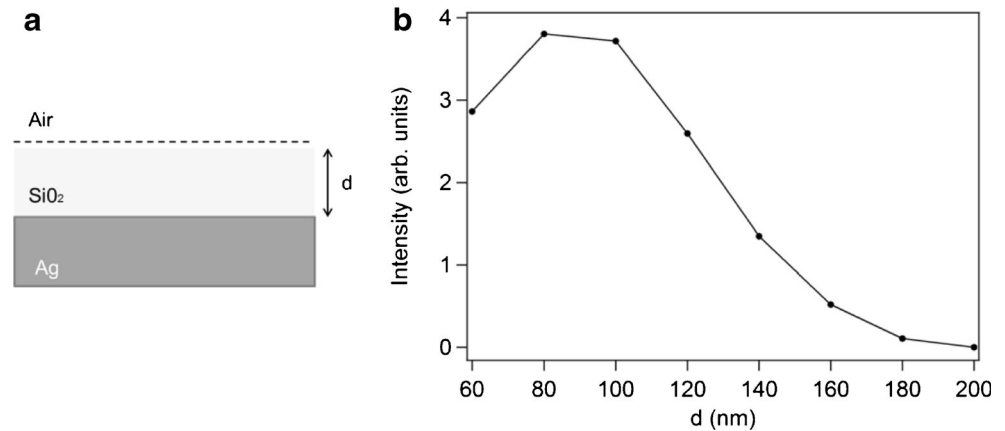 a
Air
d
Si0₂
Ag
b
Intensity (arb. units)
4
3
2
1
0
60 80 100 120 140 160 180 200
d (nm)